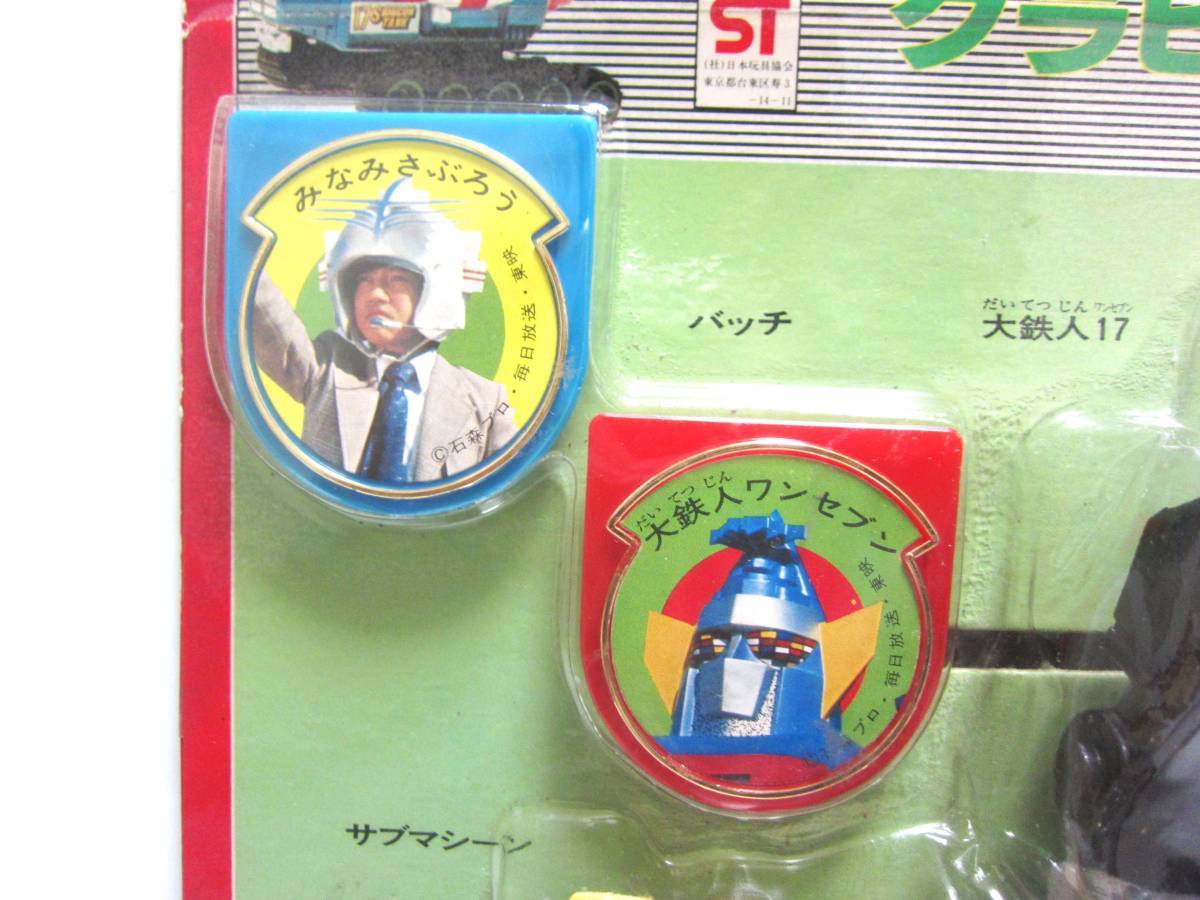 ST
(社)日本玩具協会
東京都台東区寿3
-14-11
みなみさぶろう
©石森プロ・毎日放送・東映
バッチ
だいてつじんワンセブン
大鉄人17
だいてつじん
大鉄人ワンセブン
プロ・毎日放送・東映
サブマシーン